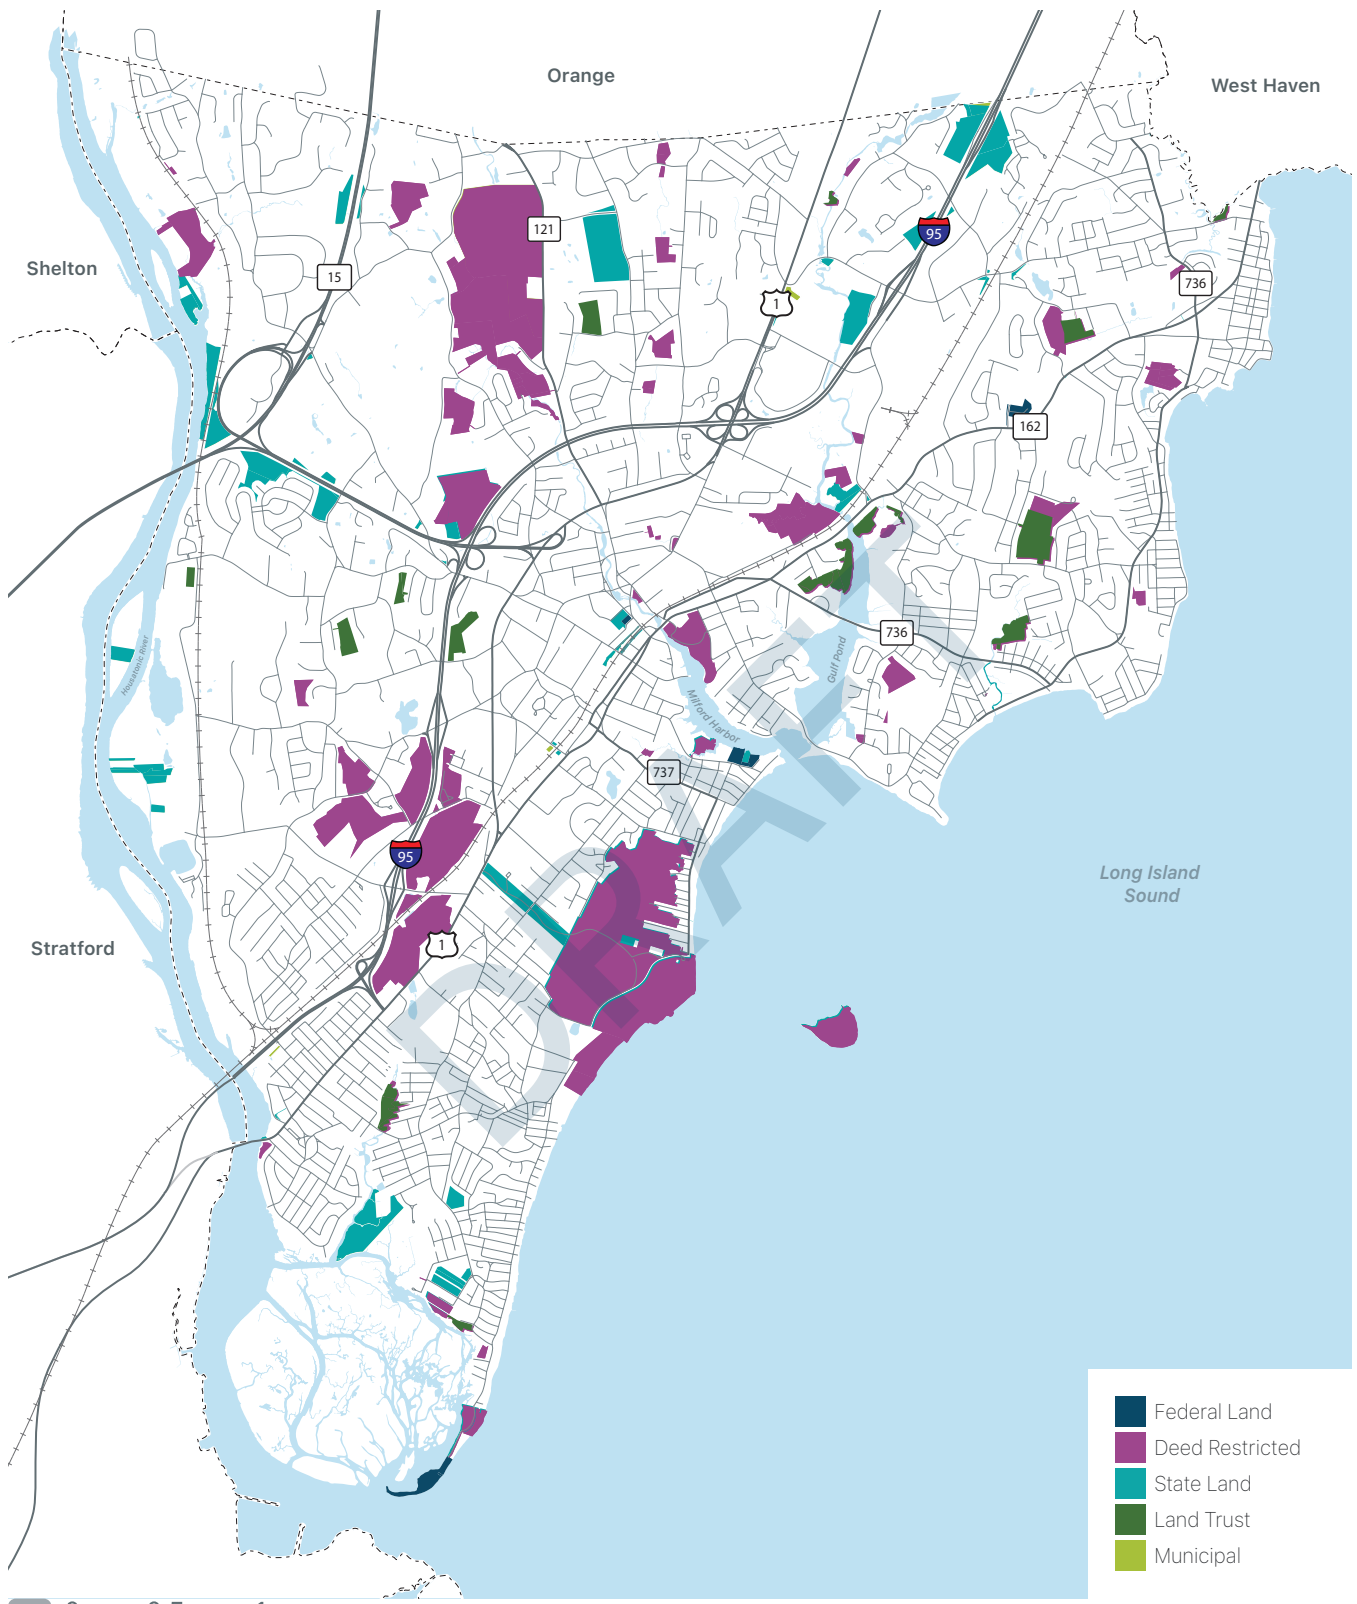 Orange
West Haven
121
95
Shelton
15
736
1
162
736
Housatonic River
Gulf Pond
Milford Harbor
737
95
Long Island
Sound
1
Stratford
DRAFT
Federal Land
Deed Restricted
State Land
Land Trust
Municipal